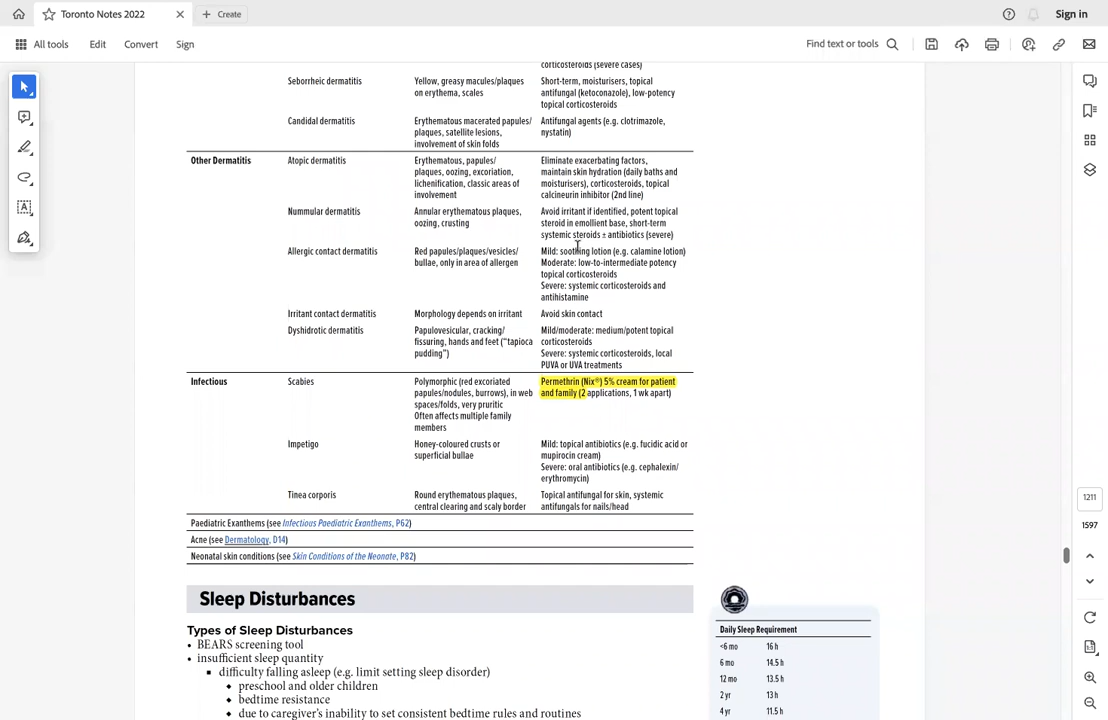 Toronto Notes 2022
Create
Sign in
All tools
Edit
Convert
Sign
Find text or tools
corticosteroids (severe cases)
Seborrheic dermatitis
Yellow, greasy macules/plaques
on erythema, scales
Short-term, moisturisers, topical
antifungal (ketoconazole), low-potency
topical corticosteroids
Candidal dermatitis
Erythematous macerated papules/
plaques, satellite lesions,
involvement of skin folds
Antifungal agents (e.g. clotrimazole,
nystatin)
Other Dermatitis
Atopic dermatitis
Erythematous, papules/
plaques, oozing, excoriation,
lichenification, classic areas of
involvement
Eliminate exacerbating factors,
maintain skin hydration (daily baths and
moisturisers), corticosteroids, topical
calcineurin inhibitor (2nd line)
Nummular dermatitis
Annular erythematous plaques,
oozing, crusting
Avoid irritant if identified, potent topical
steroid in emollient base, short-term
systemic steroids ± antibiotics (severe)
Allergic contact dermatitis
Red papules/plaques/vesicles/
bullae, only in area of allergen
Mild: soothing lotion (e.g. calamine lotion)
Moderate: low-to-intermediate potency
topical corticosteroids
Severe: systemic corticosteroids and
antihistamine
Irritant contact dermatitis
Morphology depends on irritant
Avoid skin contact
Dyshidrotic dermatitis
Papulovesicular, cracking/
fissuring, hands and feet ("tapioca
pudding")
Mild/moderate: medium/potent topical
corticosteroids
Severe: systemic corticosteroids, local
PUVA or UVA treatments
Infectious
Scabies
Polymorphic (red excoriated
papules/nodules, burrows), in web
spaces/folds, very pruritic
Often affects multiple family
members
Permethrin (Nix®) 5% cream for patient
and family (2 applications, 1 wk apart)
Impetigo
Honey-coloured crusts or
superficial bullae
Mild: topical antibiotics (e.g. fucidic acid or
mupirocin cream)
Severe: oral antibiotics (e.g. cephalexin/
erythromycin)
Tinea corporis
Round erythematous plaques,
central clearing and scaly border
Topical antifungal for skin, systemic
antifungals for nails/head
Paediatric Exanthems (see Infectious Paediatric Exanthems, P62)
Acne (see Dermatology, D14)
Neonatal skin conditions (see Skin Conditions of the Neonate, P82)
Sleep Disturbances
Types of Sleep Disturbances
• BEARS screening tool
• insufficient sleep quantity
▪ difficulty falling asleep (e.g. limit setting sleep disorder)
◆ preschool and older children
◆ bedtime resistance
◆ due to caregiver's inability to set consistent bedtime rules and routines
Daily Sleep Requirement
<6 mo 16 h
6 mo 14.5 h
12 mo 13.5 h
2 yr 13 h
4 yr 11.5 h
1211
1597